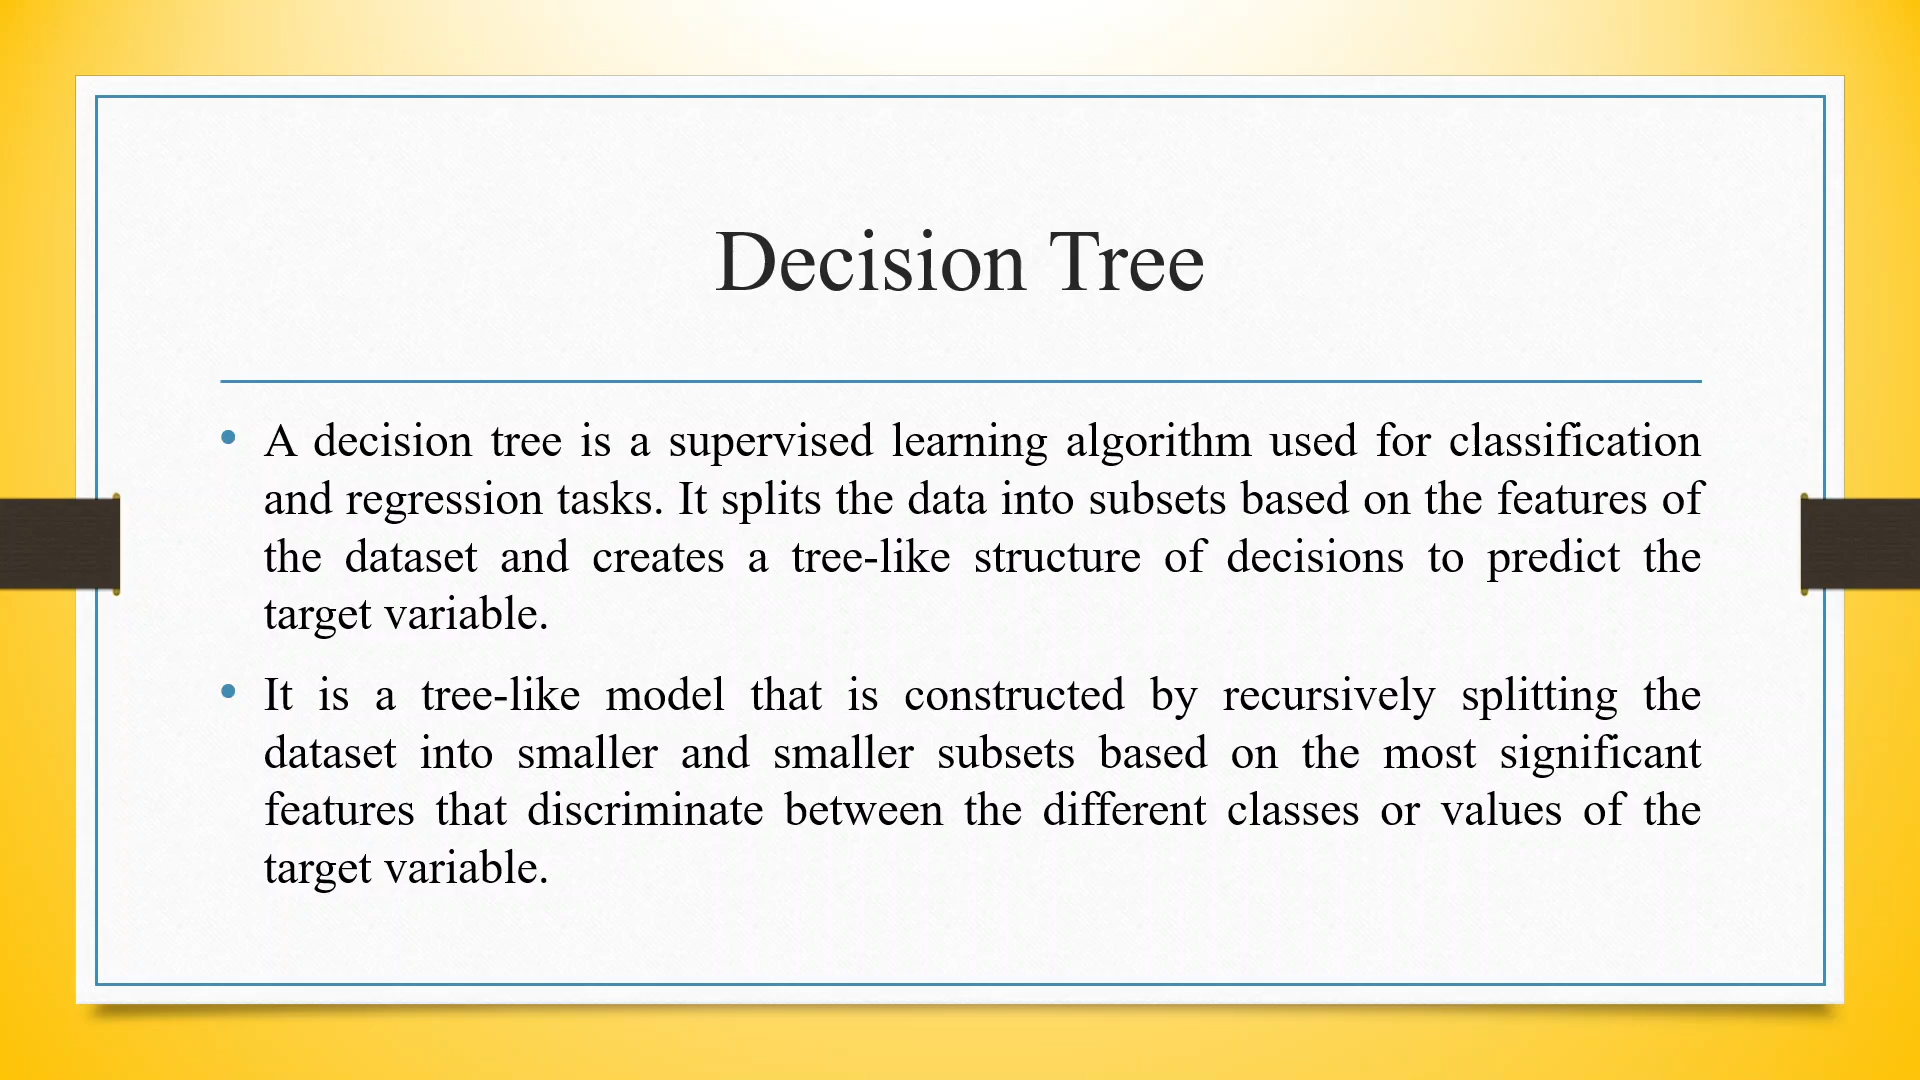 Decision Tree
• A decision tree is a supervised learning algorithm used for classification
and regression tasks. It splits the data into subsets based on the features of
the dataset and creates a tree-like structure of decisions to predict the
target variable.
• It is a tree-like model that is constructed by recursively splitting the
dataset into smaller and smaller subsets based on the most significant
features that discriminate between the different classes or values of the
target variable.